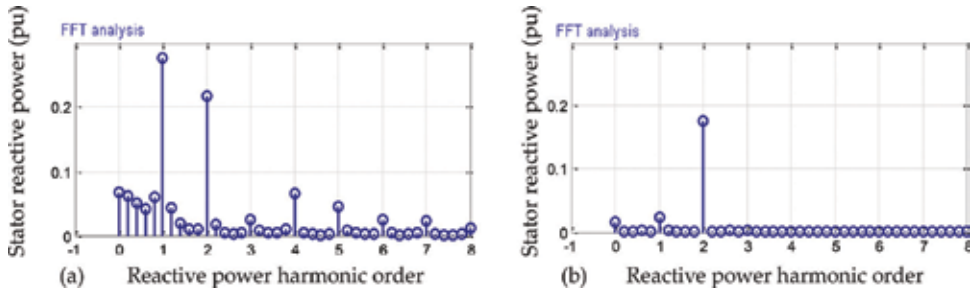 FFT analysis
Stator reactive power (pu)
0.2
0.1
0
-1 0 1 2 3 4 5 6 7 8
(a) Reactive power harmonic order
FFT analysis
Stator reactive power (pu)
0.2
0.1
0
-1 0 1 2 3 4 5 6 7 8
(b) Reactive power harmonic order